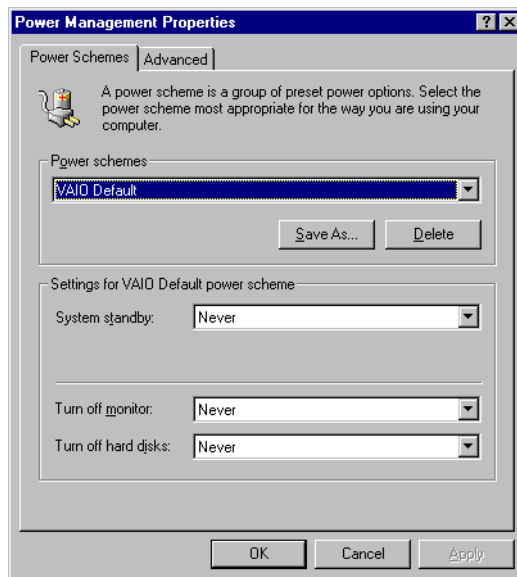 Power Management Properties
Power Schemes
Advanced
A power scheme is a group of preset power options. Select the
power scheme most appropriate for the way you are using your
computer.
Power schemes
VAIO Default
Save As...
Delete
Settings for VAIO Default power scheme
System standby:
Never
Turn off monitor:
Never
Turn off hard disks:
Never
OK
Cancel
Apply